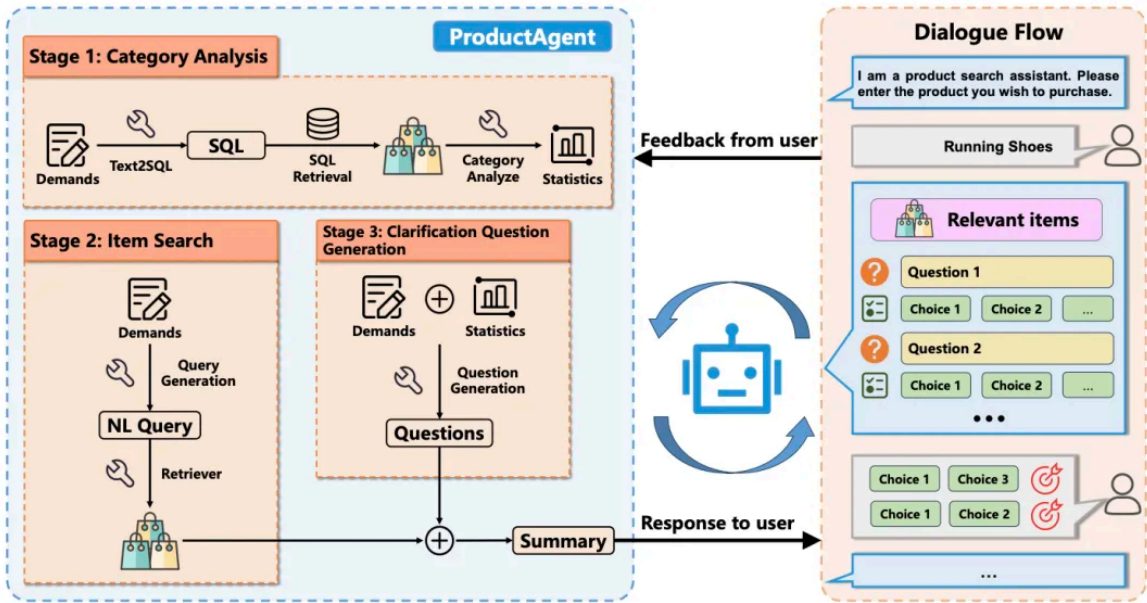 ProductAgent
Stage 1: Category Analysis
Demands
Text2SQL
SQL
SQL
Retrieval
Category
Analyze
Statistics
Stage 2: Item Search
Demands
Query
Generation
NL Query
Retriever
Stage 3: Clarification Question
Generation
Demands
Statistics
Question
Generation
Questions
Summary
Feedback from user
Response to user
Dialogue Flow
I am a product search assistant. Please
enter the product you wish to purchase.
Running Shoes
Relevant items
Question 1
Choice 1 Choice 2 ...
Question 2
Choice 1 Choice 2 ...
•••
Choice 1 Choice 3
Choice 1 Choice 2
...